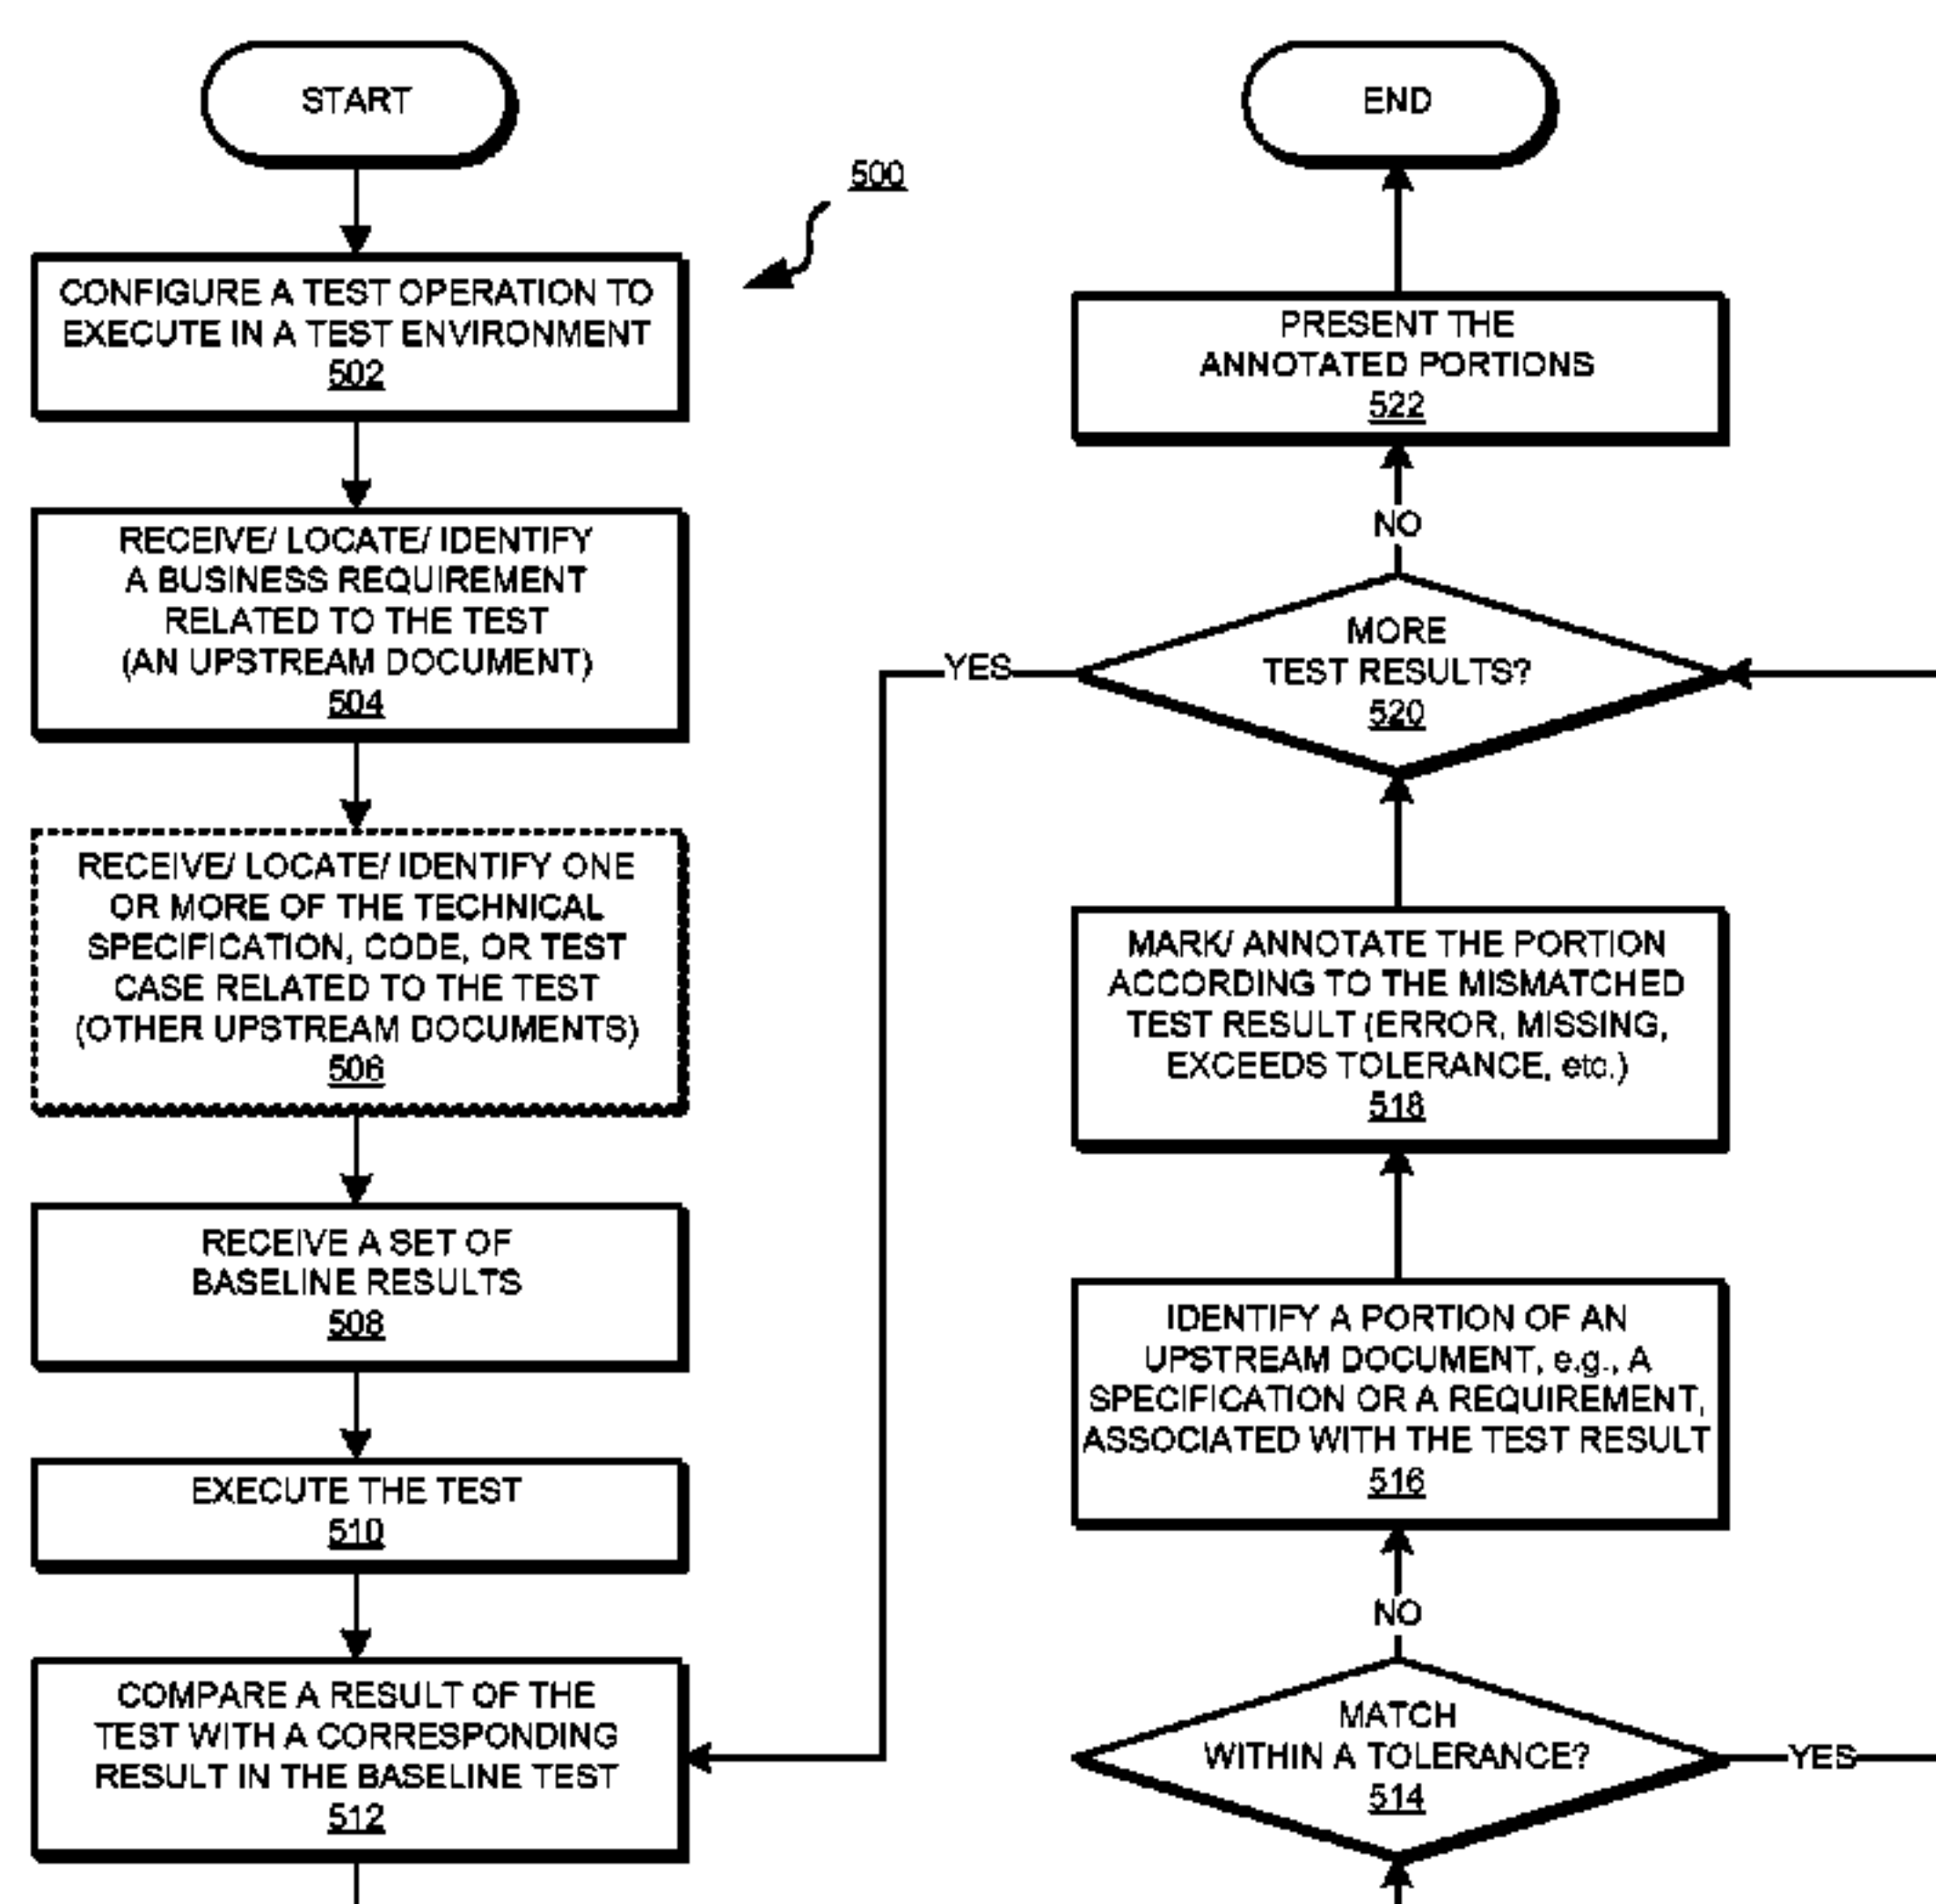 START
500
CONFIGURE A TEST OPERATION TO
EXECUTE IN A TEST ENVIRONMENT
502
RECEIVE/ LOCATE/ IDENTIFY
A BUSINESS REQUIREMENT
RELATED TO THE TEST
(AN UPSTREAM DOCUMENT)
504
RECEIVE/ LOCATE/ IDENTIFY ONE
OR MORE OF THE TECHNICAL
SPECIFICATION, CODE, OR TEST
CASE RELATED TO THE TEST
(OTHER UPSTREAM DOCUMENTS)
506
RECEIVE A SET OF
BASELINE RESULTS
508
EXECUTE THE TEST
510
COMPARE A RESULT OF THE
TEST WITH A CORRESPONDING
RESULT IN THE BASELINE TEST
512
END
PRESENT THE
ANNOTATED PORTIONS
522
NO
MORE
TEST RESULTS?
520
YES
MARK/ ANNOTATE THE PORTION
ACCORDING TO THE MISMATCHED
TEST RESULT (ERROR, MISSING,
EXCEEDS TOLERANCE, etc.)
518
IDENTIFY A PORTION OF AN
UPSTREAM DOCUMENT, e.g., A
SPECIFICATION OR A REQUIREMENT,
ASSOCIATED WITH THE TEST RESULT
516
NO
MATCH
WITHIN A TOLERANCE?
514
YES